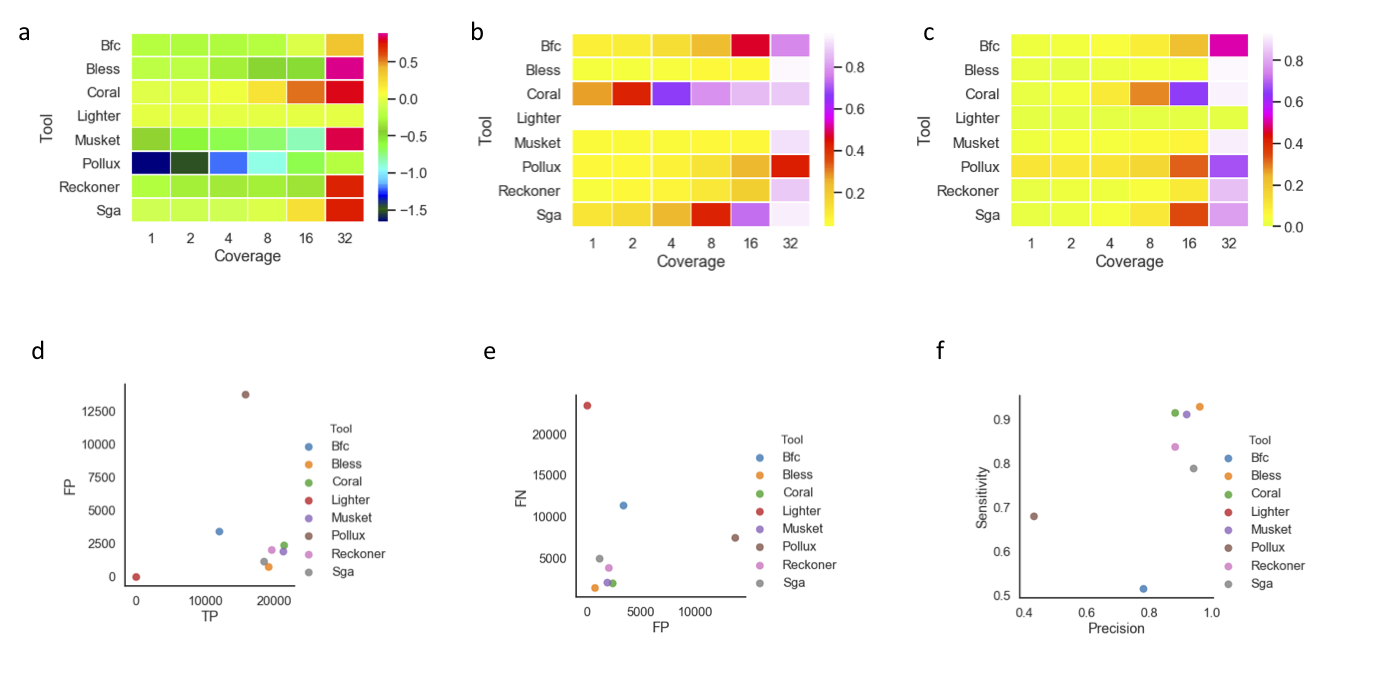 a
Tool
Bfc
Bless
Coral
Lighter
Musket
Pollux
Reckoner
Sga
1 2 4 8 16 32
Coverage
0.5
0.0
−0.5
−1.0
−1.5
b
Tool
Bfc
Bless
Coral
Lighter
Musket
Pollux
Reckoner
Sga
1 2 4 8 16 32
Coverage
0.8
0.6
0.4
0.2
c
Tool
Bfc
Bless
Coral
Lighter
Musket
Pollux
Reckoner
Sga
1 2 4 8 16 32
Coverage
0.8
0.6
0.4
0.2
0.0
d
FP
12500
10000
7500
5000
2500
0
0 10000 20000
TP
Tool
Bfc
Bless
Coral
Lighter
Musket
Pollux
Reckoner
Sga
e
FN
20000
15000
10000
5000
0 5000 10000
FP
Tool
Bfc
Bless
Coral
Lighter
Musket
Pollux
Reckoner
Sga
f
Sensitivity
0.9
0.8
0.7
0.6
0.5
0.4 0.6 0.8 1.0
Precision
Tool
Bfc
Bless
Coral
Lighter
Musket
Pollux
Reckoner
Sga